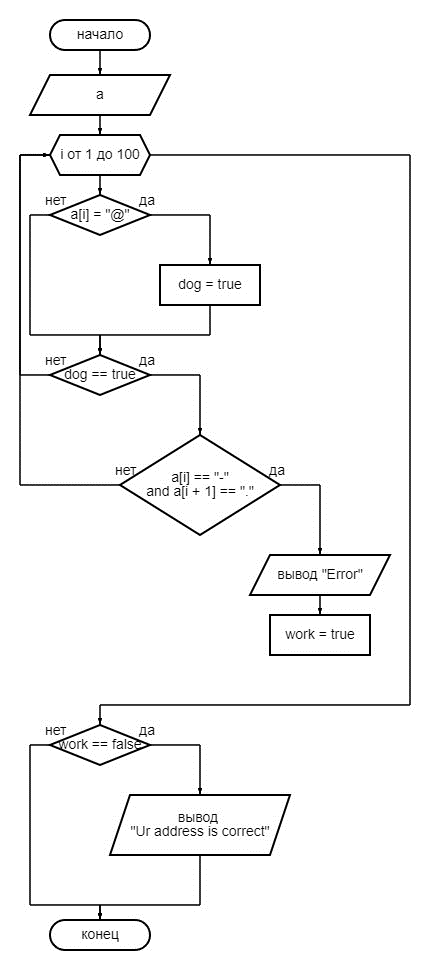 начало
a
i от 1 до 100
нет
да
a[i] = "@"
dog = true
нет
да
dog == true
нет
да
a[i] == "-"
and a[i + 1] == "."
вывод "Error"
work = true
нет
да
work == false
вывод
"Ur address is correct"
конец